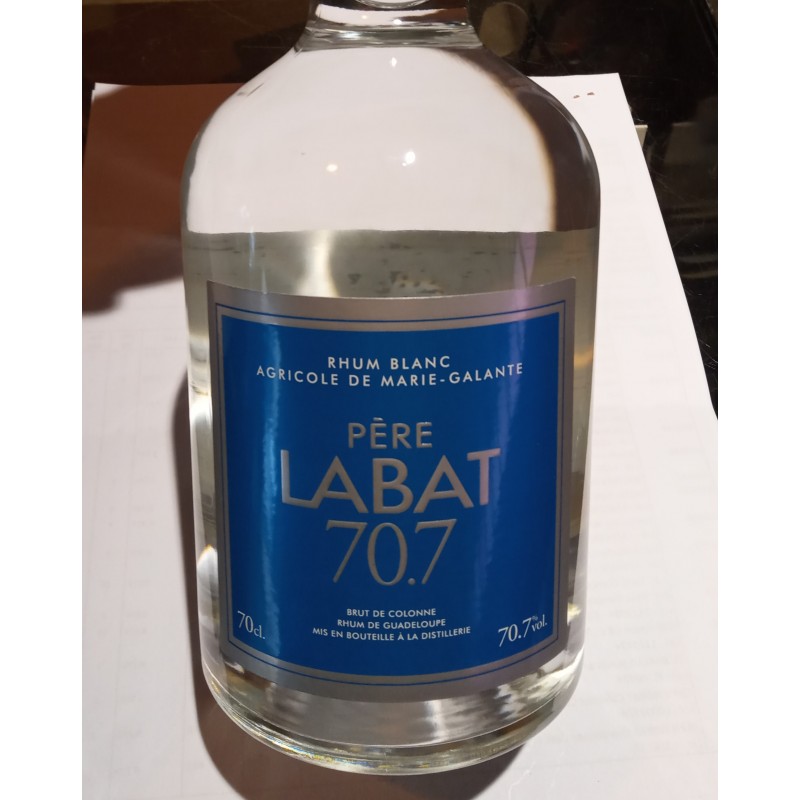 RHUM BLANC
AGRICOLE DE MARIE-GALANTE
PÈRE
LABAT
70.7
BRUT DE COLONNE
RHUM DE GUADELOUPE
MIS EN BOUTEILLE À LA DISTILLERIE
70cl.
70.7% vol.